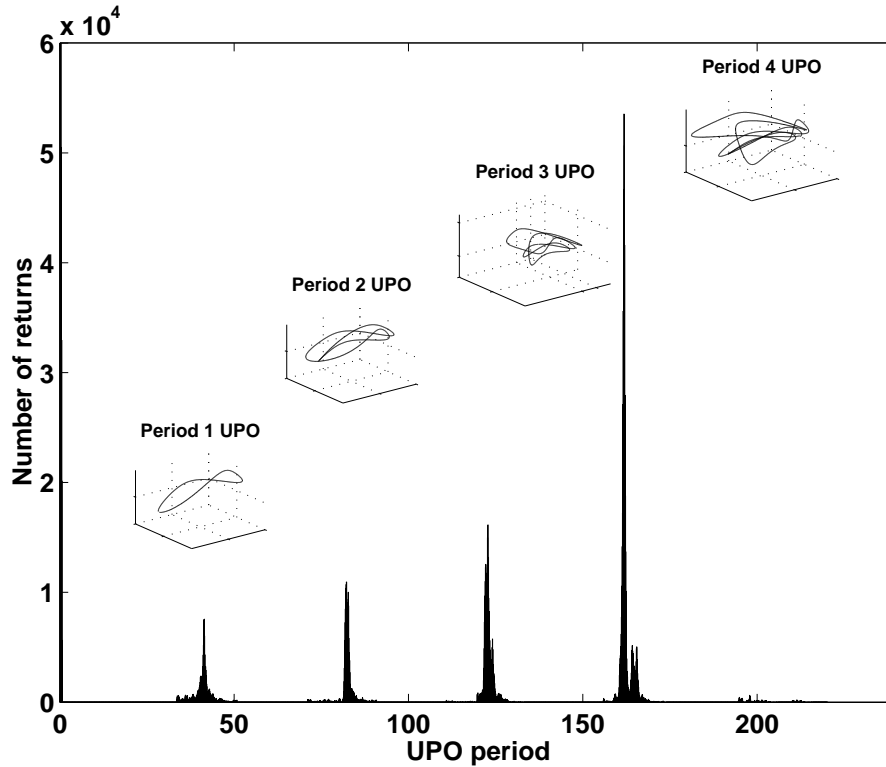 x 10^4
6
5
4
3
2
1
0
Number of returns
Period 4 UPO
Period 3 UPO
Period 2 UPO
Period 1 UPO
0 50 100 150 200
UPO period